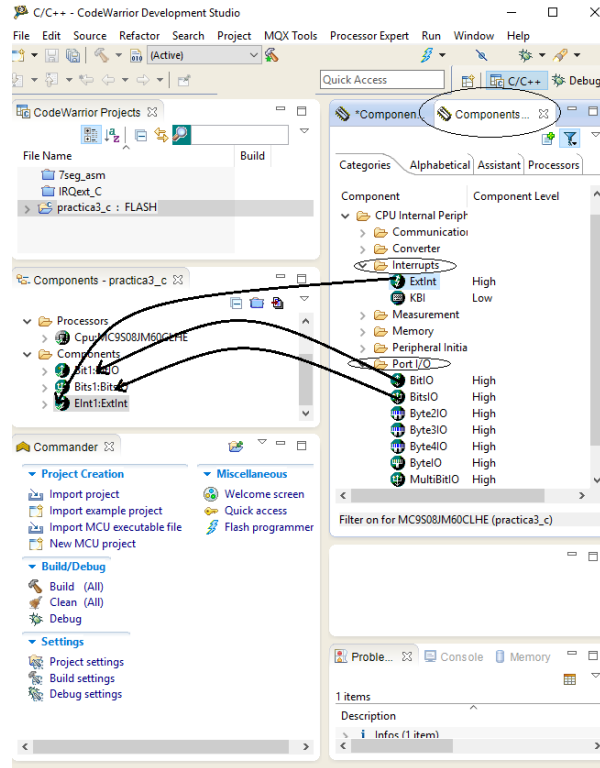 C/C++ - CodeWarrior Development Studio
File Edit Source Refactor Search Project MQX Tools Processor Expert Run Window Help
(Active)
Quick Access
C/C++
Debug
CodeWarrior Projects
File Name Build
7seg_asm
IRQext_C
practica3_c : FLASH
Components - practica3_c
Processors
Cpu:MC9S08JM60CLHE
Components
Bit1:BitIO
Bits1:BitsIO
EInt1:ExtInt
Commander
Project Creation
Import project
Import example project
Import MCU executable file
New MCU project
Miscellaneous
Welcome screen
Quick access
Flash programmer
Build/Debug
Build (All)
Clean (All)
Debug
Settings
Project settings
Build settings
Debug settings
*Componen...
Components...
Categories Alphabetical Assistant Processors
Component Component Level
CPU Internal Periph
Communication
Converter
Interrupts
ExtInt High
KBI Low
Measurement
Memory
Peripheral Initia
Port I/O
BitIO High
BitsIO High
Byte2IO High
Byte3IO High
Byte4IO High
ByteIO High
MultiBitIO High
Filter on for MC9S08JM60CLHE (practica3_c)
Proble...
Console
Memory
1 items
Description
Infos (1 item)